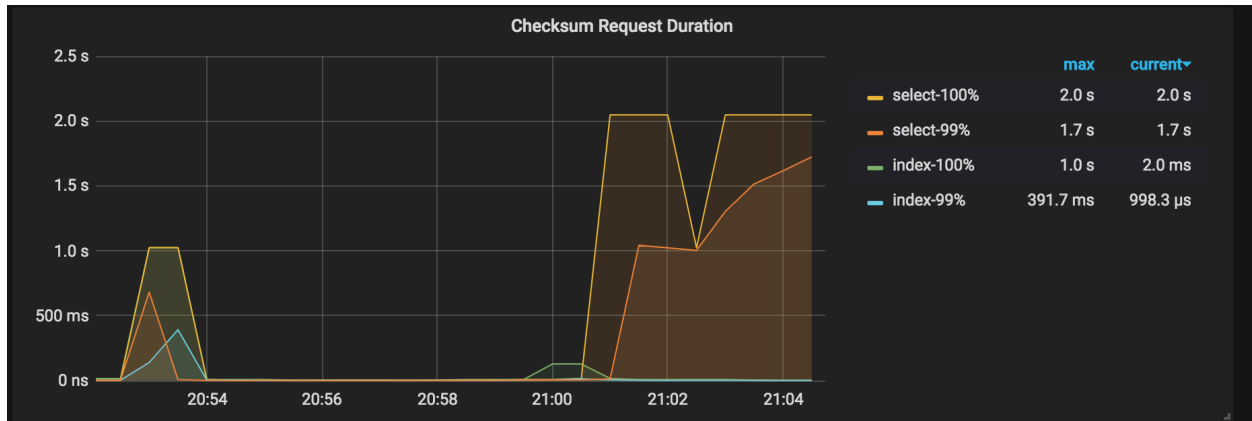 Checksum Request Duration
2.5 s
2.0 s
1.5 s
1.0 s
500 ms
0 ns
20:54 20:56 20:58 21:00 21:02 21:04
max current
select-100% 2.0 s 2.0 s
select-99% 1.7 s 1.7 s
index-100% 1.0 s 2.0 ms
index-99% 391.7 ms 998.3 µs